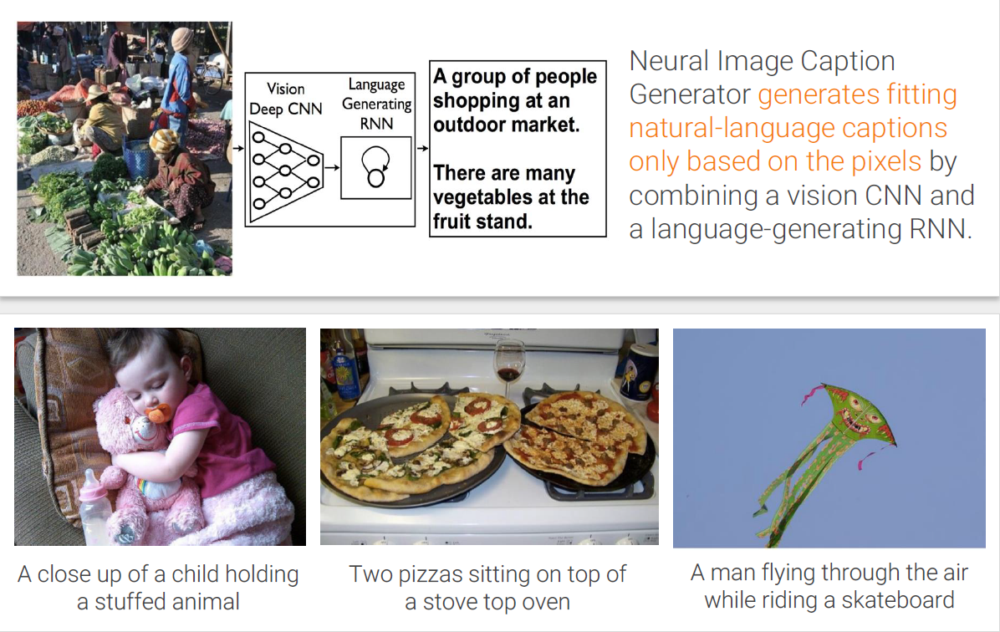 Vision
Deep CNN
Language
Generating
RNN
A group of people
shopping at an
outdoor market.
There are many
vegetables at the
fruit stand.
Neural Image Caption
Generator generates fitting
natural-language captions
only based on the pixels by
combining a vision CNN and
a language-generating RNN.
A close up of a child holding
a stuffed animal
Two pizzas sitting on top of
a stove top oven
A man flying through the air
while riding a skateboard